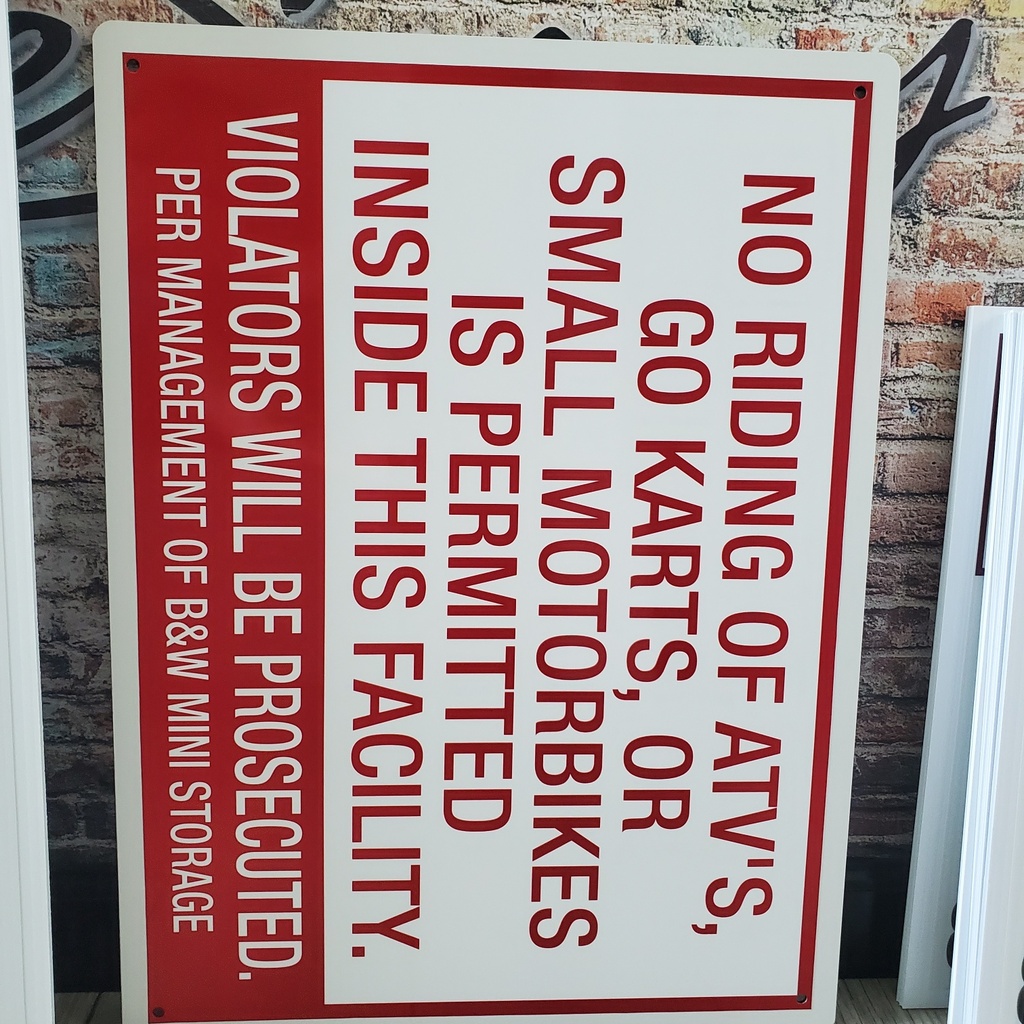 NO RIDING OF ATV'S,
GO KARTS, OR
SMALL MOTORBIKES
IS PERMITTED
INSIDE THIS FACILITY.
VIOLATORS WILL BE PROSECUTED.
PER MANAGEMENT OF B&W MINI STORAGE